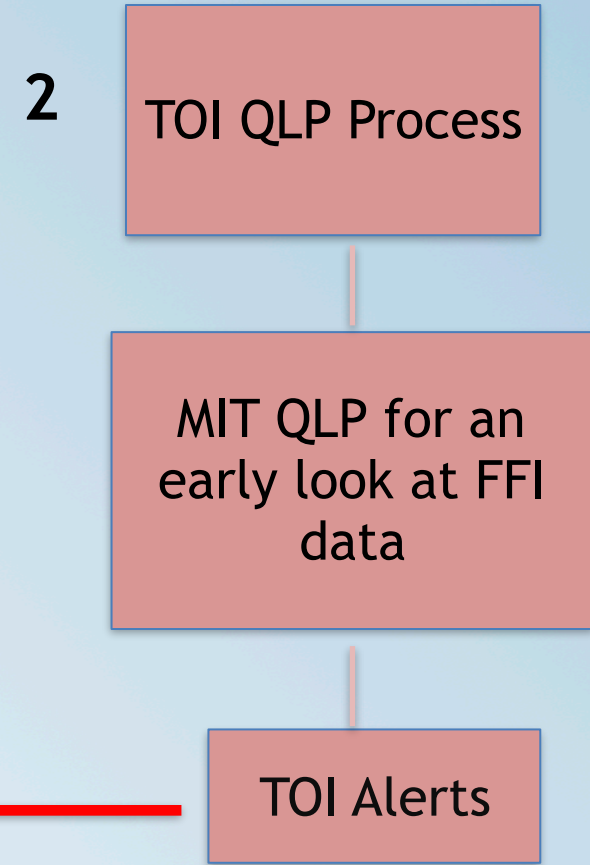 2
TOI QLP Process
MIT QLP for an
early look at FFI
data
TOI Alerts